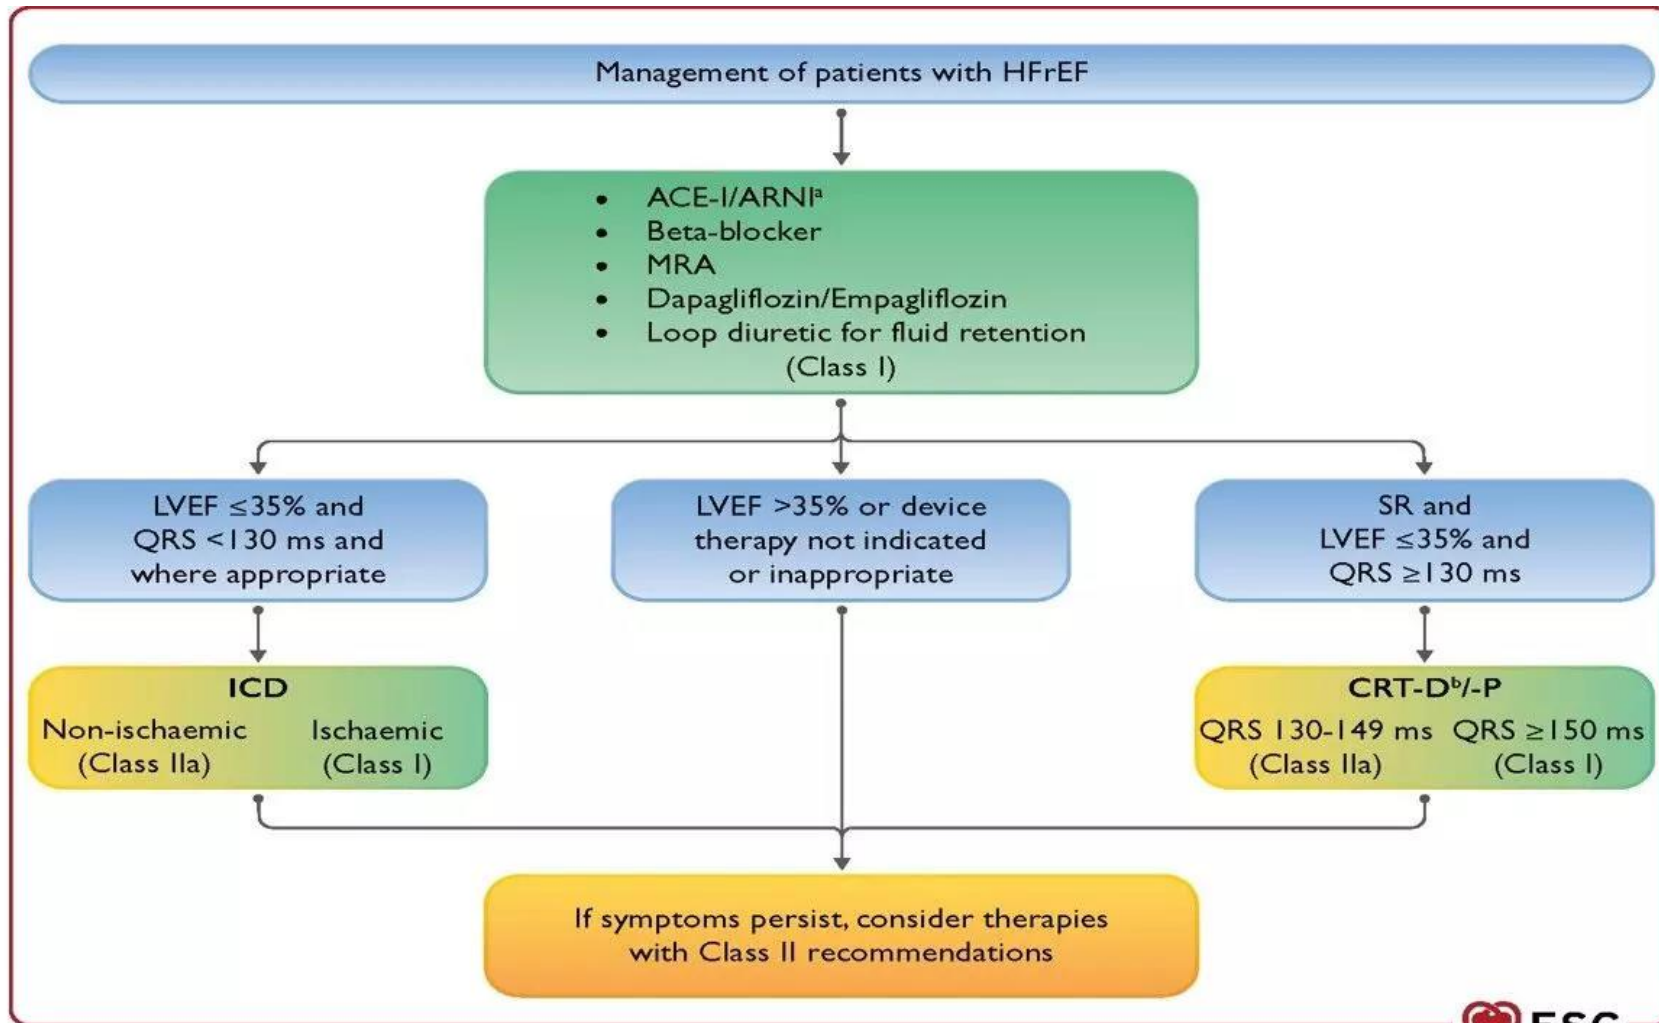 Management of patients with HFrEF
• ACE-I/ARNIᵃ
• Beta-blocker
• MRA
• Dapagliflozin/Empagliflozin
• Loop diuretic for fluid retention
(Class I)
LVEF ≤35% and
QRS <130 ms and
where appropriate
LVEF >35% or device
therapy not indicated
or inappropriate
SR and
LVEF ≤35% and
QRS ≥130 ms
ICD
Non-ischaemic
(Class IIa)
Ischaemic
(Class I)
CRT-Dᵇ/-P
QRS 130-149 ms
(Class IIa)
QRS ≥150 ms
(Class I)
If symptoms persist, consider therapies
with Class II recommendations
ESC